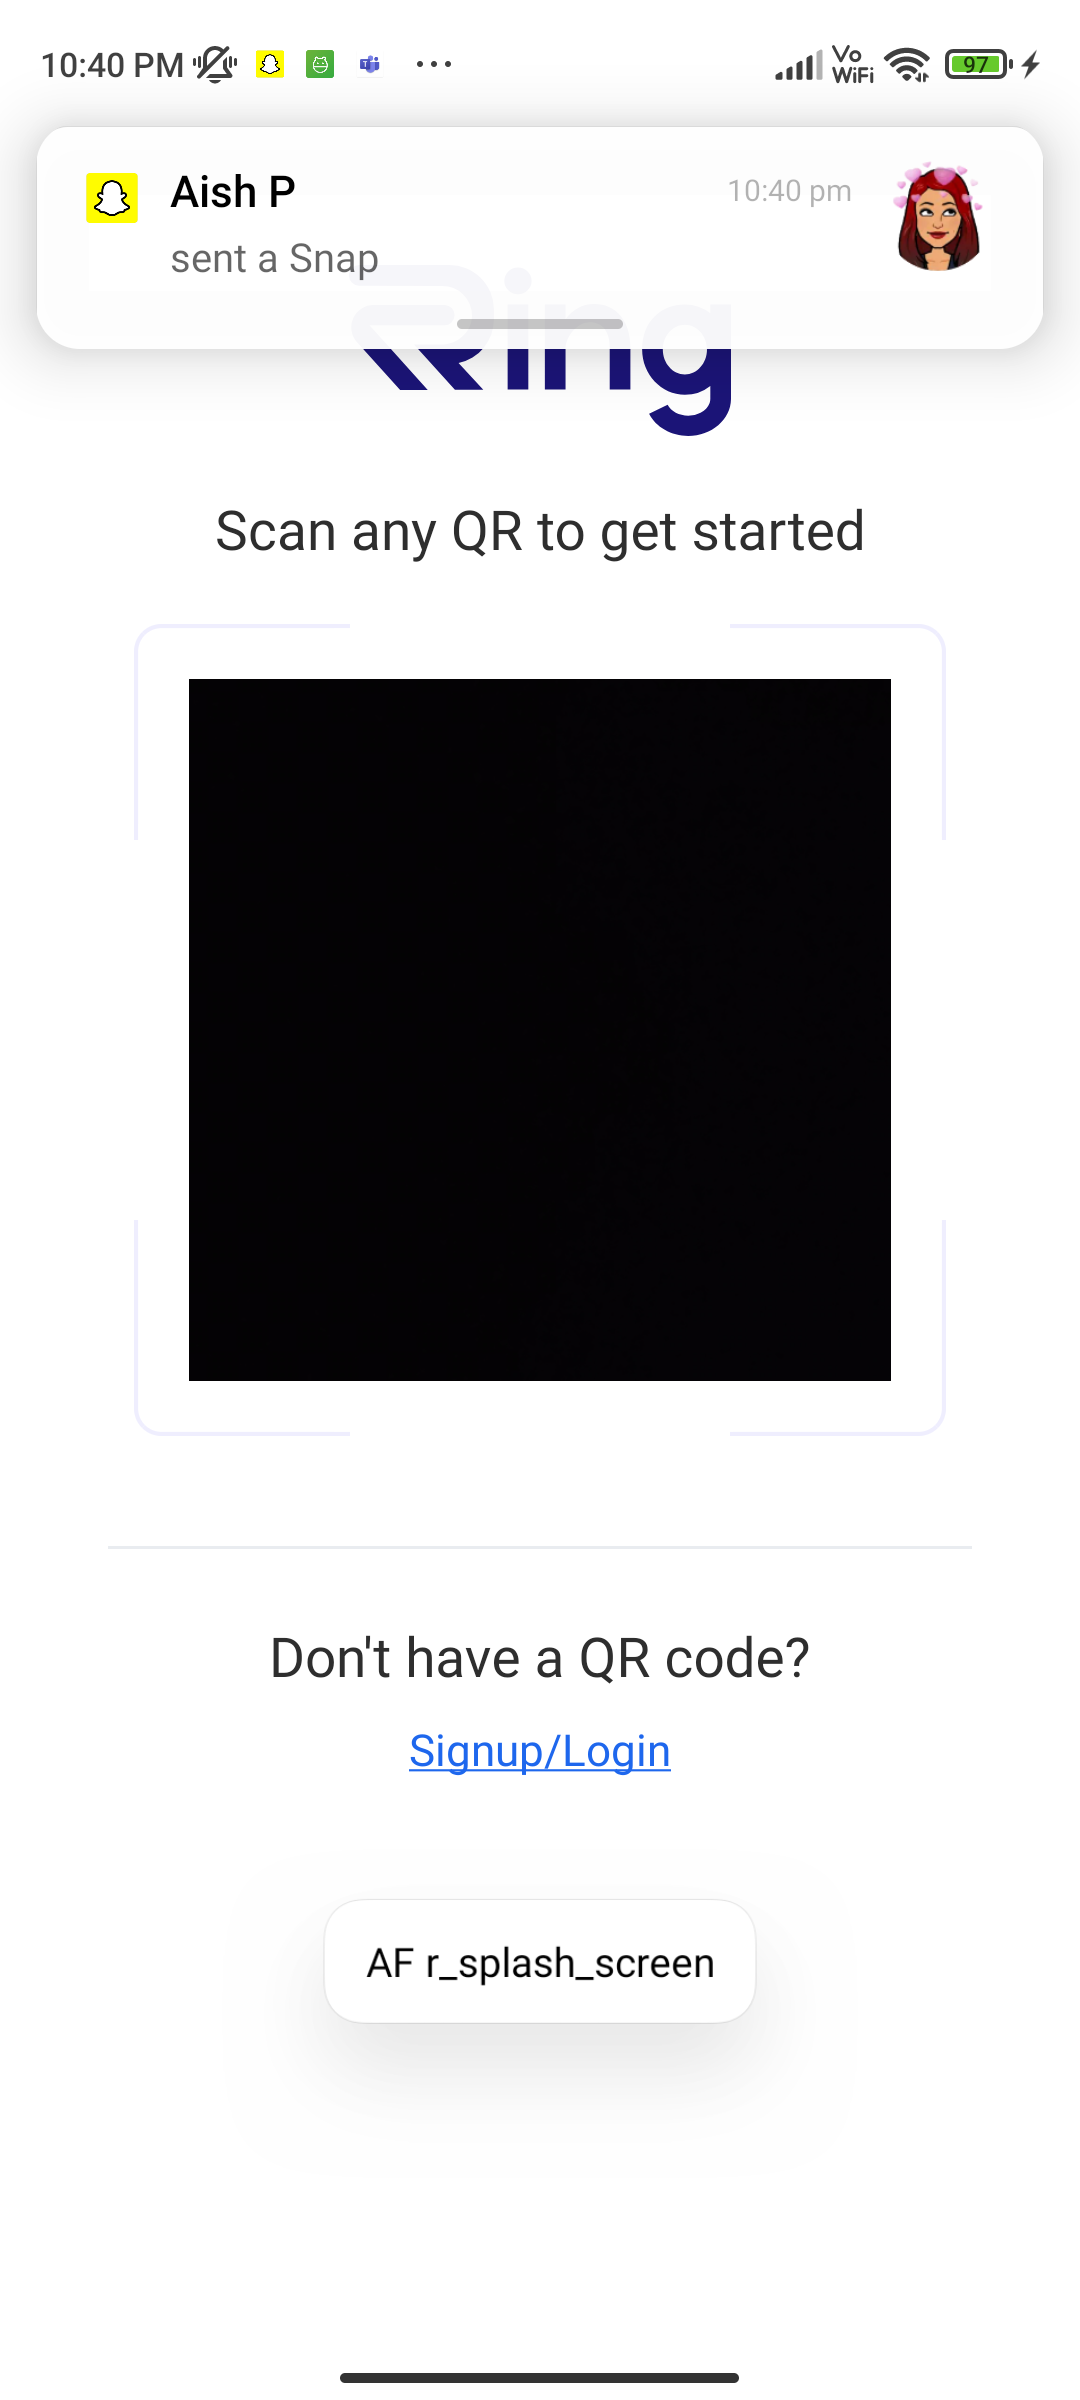 10:40 PM
Vo
WiFi
97
Aish P
10:40 pm
sent a Snap
Ring
Scan any QR to get started
Don't have a QR code?
Signup/Login
AF r_splash_screen